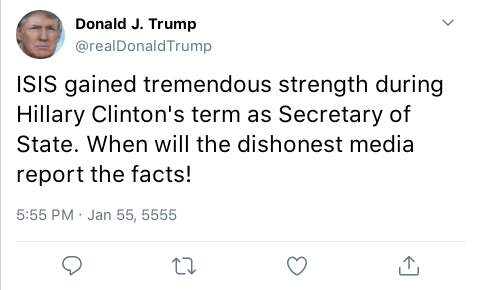 Donald J. Trump
@realDonaldTrump
ISIS gained tremendous strength during
Hillary Clinton's term as Secretary of
State. When will the dishonest media
report the facts!
5:55 PM · Jan 55, 5555